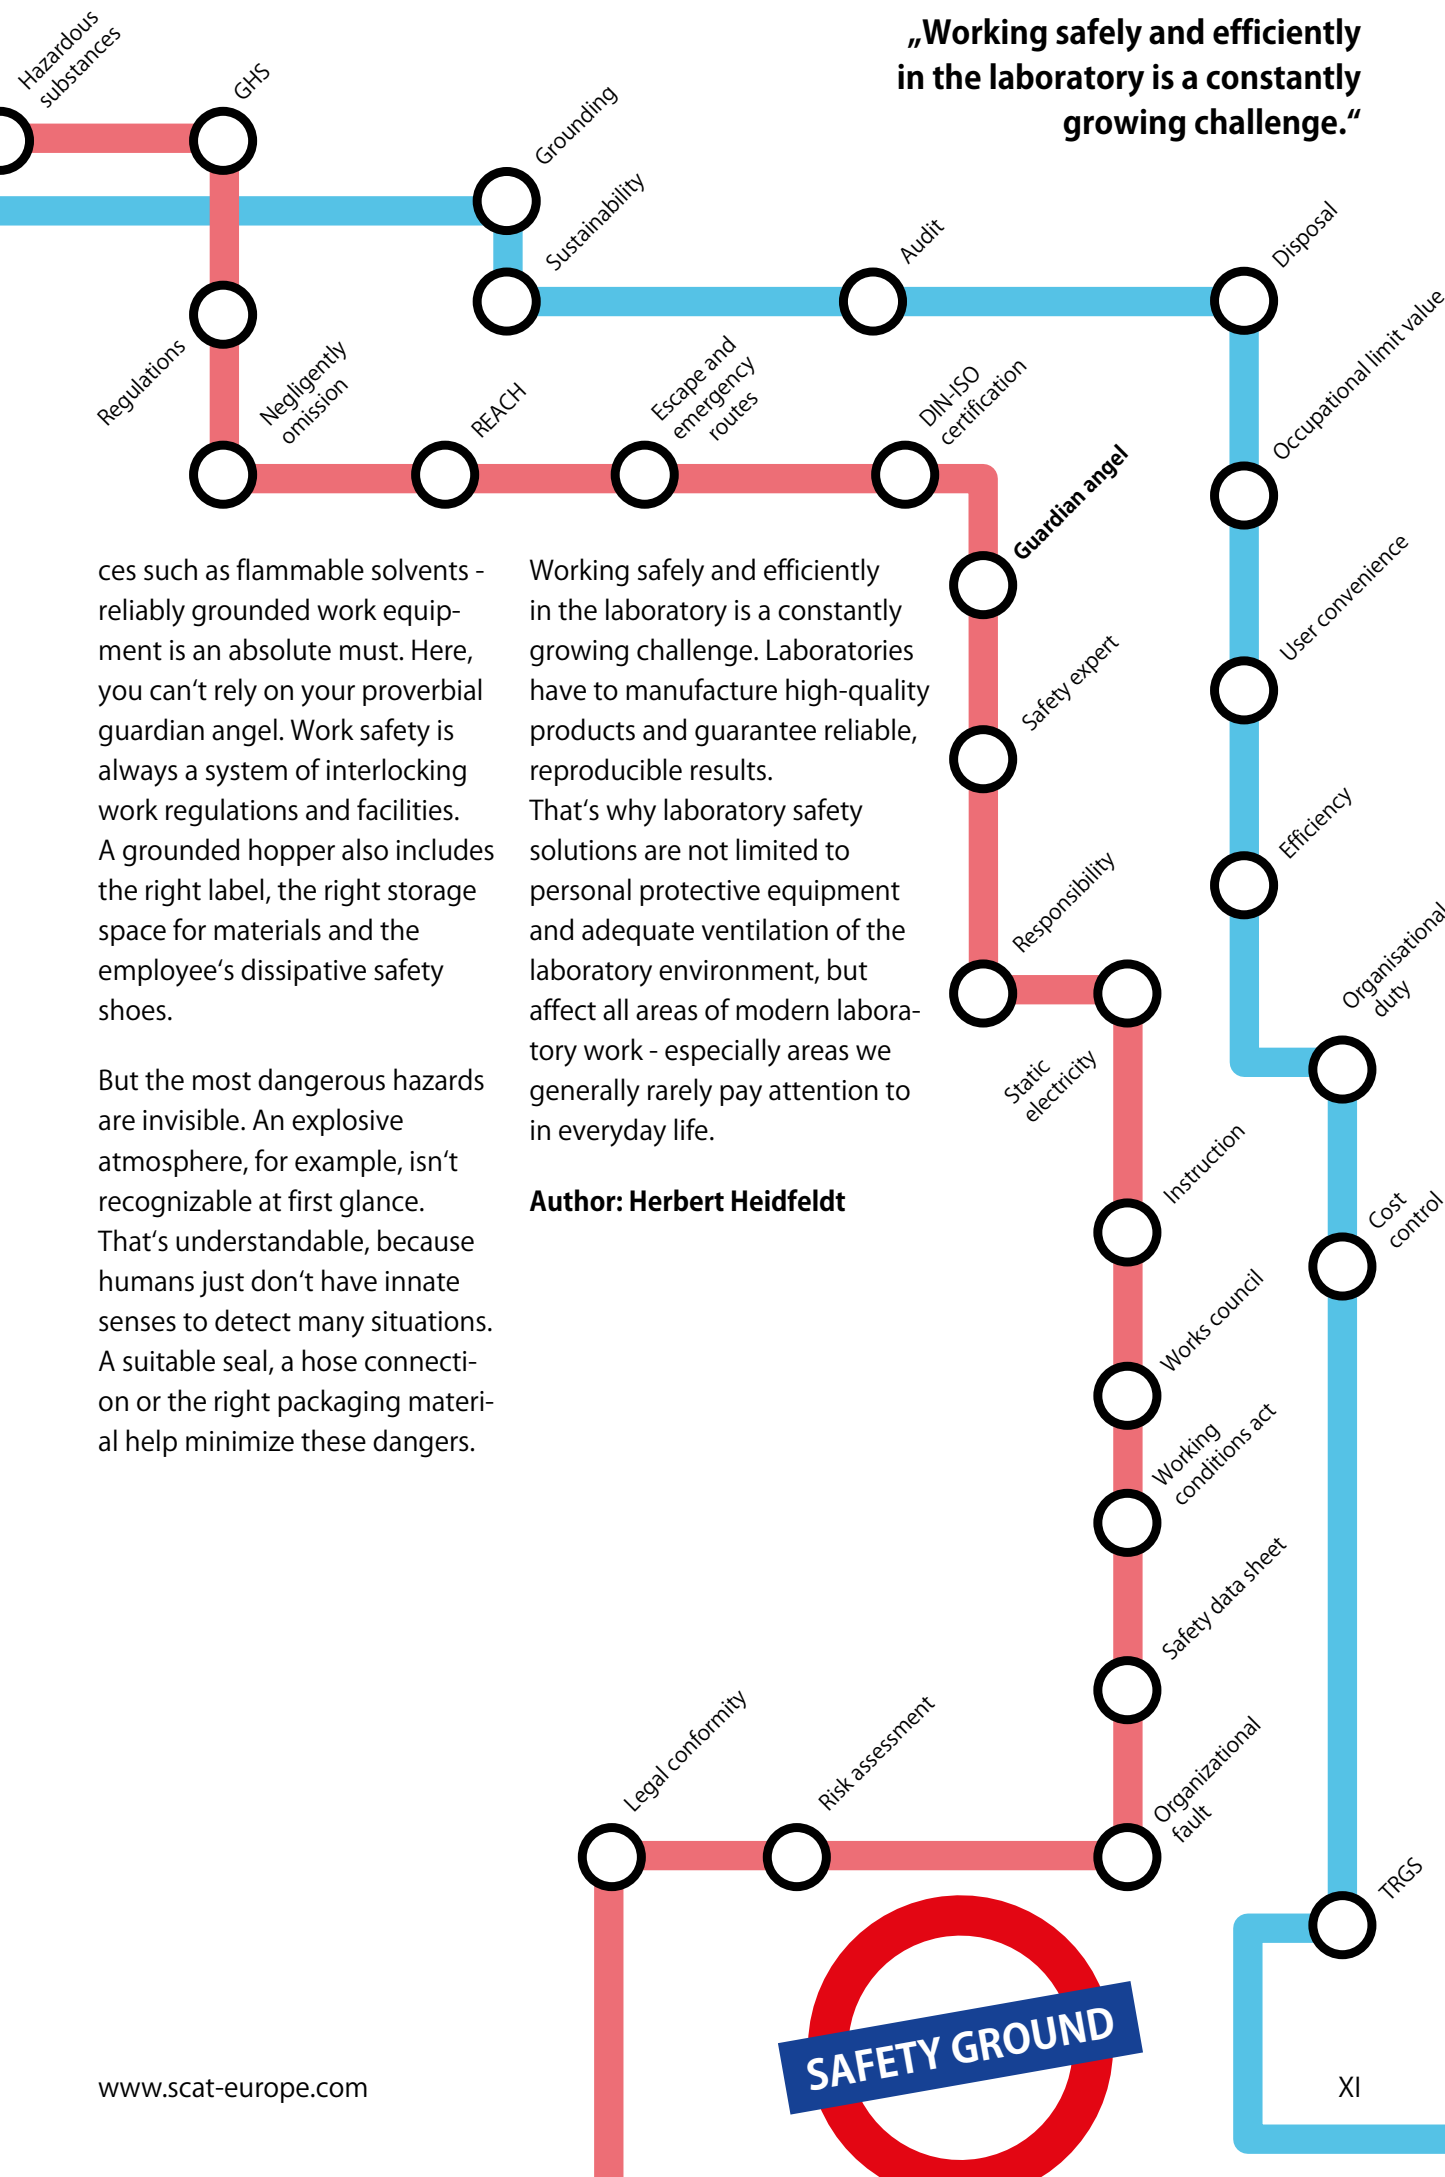 Hazardous
substances
GHS
„Working safely and efficiently
in the laboratory is a constantly
growing challenge.“
Grounding
Sustainability
Audit
Disposal
Regulations
Negligently
omission
REACH
Escape and
emergency
routes
DIN-ISO
certification
Guardian angel
Occupational limit value
User convenience
Safety expert
Efficiency
Responsibility
Organisational
duty
Static
electricity
Instruction
Cost
control
Works council
Working
conditions act
Safety data sheet
Organizational
fault
Risk assessment
Legal conformity
TRGS
ces such as flammable solvents -
reliably grounded work equip-
ment is an absolute must. Here,
you can‘t rely on your proverbial
guardian angel. Work safety is
always a system of interlocking
work regulations and facilities.
A grounded hopper also includes
the right label, the right storage
space for materials and the
employee‘s dissipative safety
shoes.
But the most dangerous hazards
are invisible. An explosive
atmosphere, for example, isn‘t
recognizable at first glance.
That‘s understandable, because
humans just don‘t have innate
senses to detect many situations.
A suitable seal, a hose connecti-
on or the right packaging materi-
al help minimize these dangers.
Working safely and efficiently
in the laboratory is a constantly
growing challenge. Laboratories
have to manufacture high-quality
products and guarantee reliable,
reproducible results.
That‘s why laboratory safety
solutions are not limited to
personal protective equipment
and adequate ventilation of the
laboratory environment, but
affect all areas of modern labora-
tory work - especially areas we
generally rarely pay attention to
in everyday life.
Author: Herbert Heidfeldt
SAFETY GROUND
www.scat-europe.com
XI